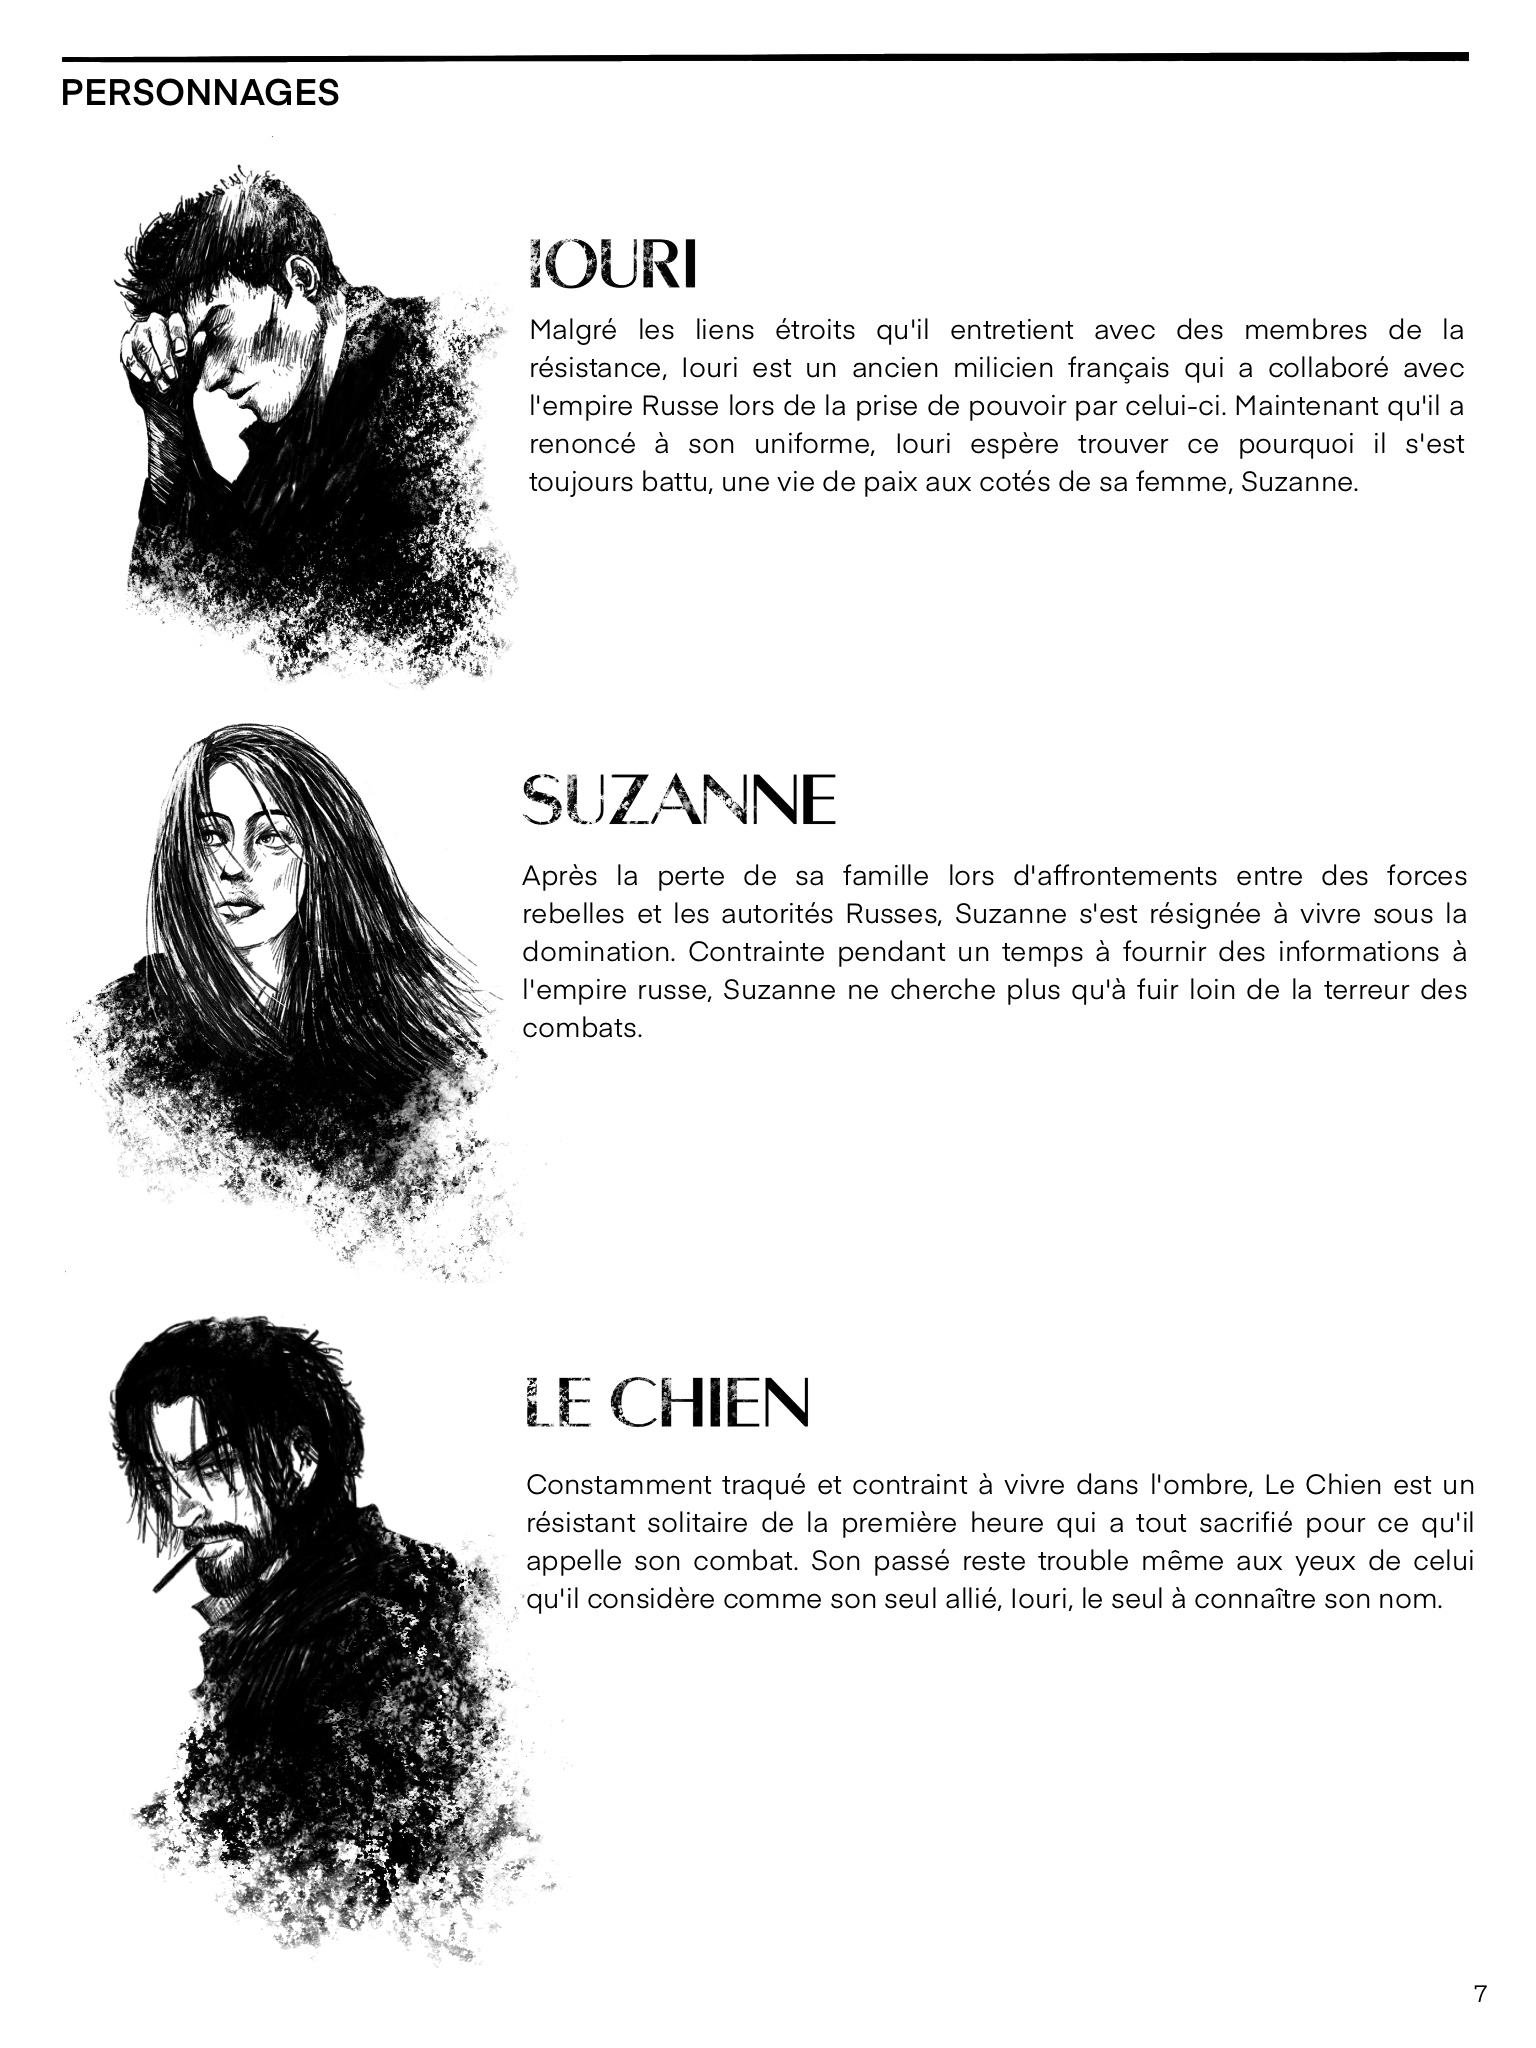 PERSONNAGES
IOURI
Malgré les liens étroits qu'il entretient avec des membres de la
résistance, Iouri est un ancien milicien français qui a collaboré avec
l'empire Russe lors de la prise de pouvoir par celui-ci. Maintenant qu'il a
renoncé à son uniforme, Iouri espère trouver ce pourquoi il s'est
toujours battu, une vie de paix aux cotés de sa femme, Suzanne.
SUZANNE
Après la perte de sa famille lors d'affrontements entre des forces
rebelles et les autorités Russes, Suzanne s'est résignée à vivre sous la
domination. Contrainte pendant un temps à fournir des informations à
l'empire russe, Suzanne ne cherche plus qu'à fuir loin de la terreur des
combats.
LE CHIEN
Constamment traqué et contraint à vivre dans l'ombre, Le Chien est un
résistant solitaire de la première heure qui a tout sacrifié pour ce qu'il
appelle son combat. Son passé reste trouble même aux yeux de celui
qu'il considère comme son seul allié, Iouri, le seul à connaître son nom.
7